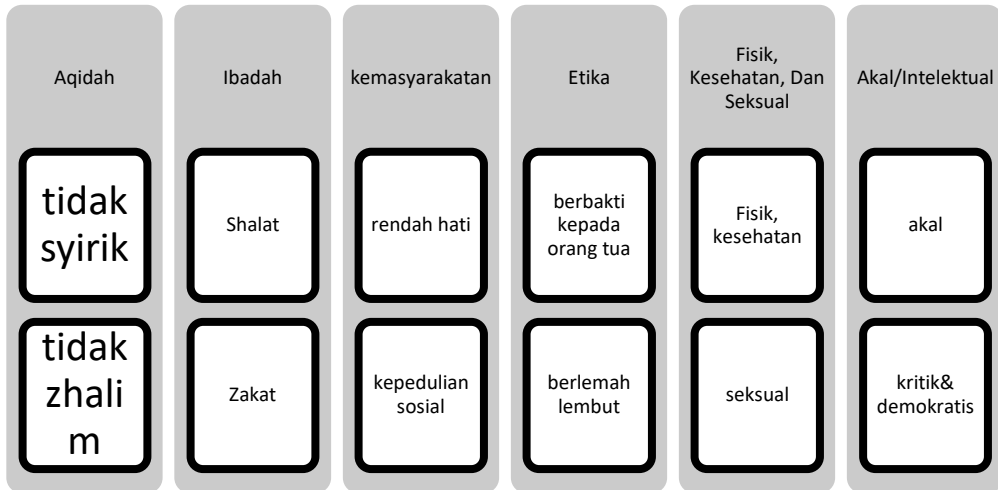 Aqidah
tidak
syirik
tidak
zhali
m
Ibadah
Shalat
Zakat
kemasyarakatan
rendah hati
kepedulian
sosial
Etika
berbakti
kepada
orang tua
berlemah
lembut
Fisik,
Kesehatan, Dan
Seksual
Fisik,
kesehatan
seksual
Akal/Intelektual
akal
kritik&
demokratis